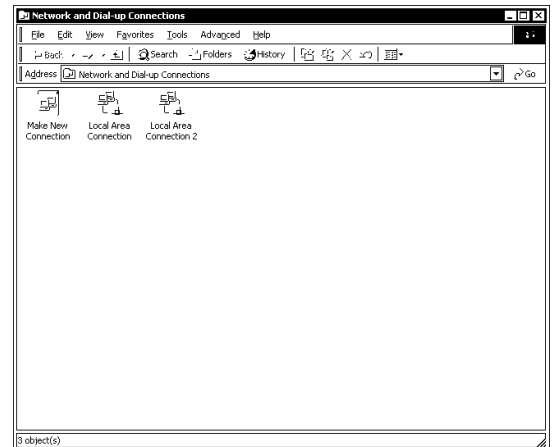 Network and Dial-up Connections
File Edit View Favorites Tools Advanced Help
Back Search Folders History
Address Network and Dial-up Connections Go
Make New Connection
Local Area Connection
Local Area Connection 2
3 object(s)